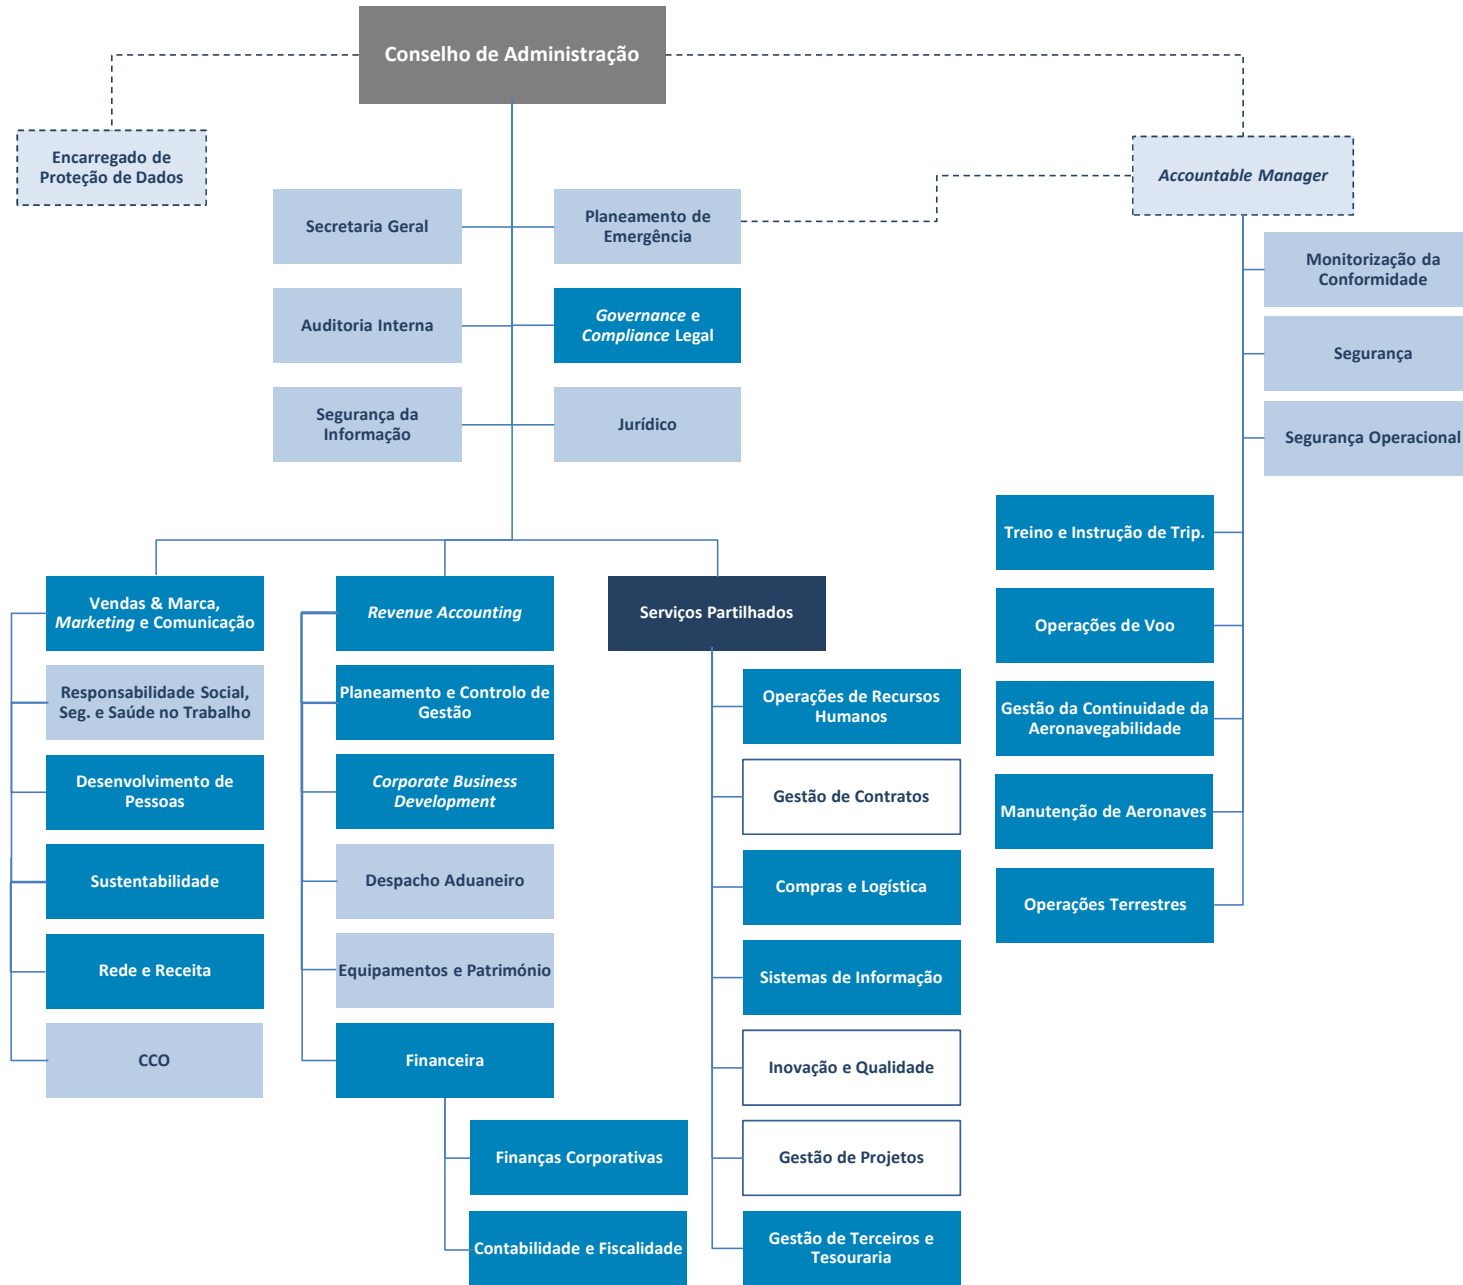 Conselho de Administração
Encarregado de
Proteção de Dados
Accountable Manager
Secretaria Geral
Planeamento de
Emergência
Auditoria Interna
Governance e
Compliance Legal
Segurança da
Informação
Jurídico
Monitorização da
Conformidade
Segurança
Segurança Operacional
Treino e Instrução de Trip.
Operações de Voo
Gestão da Continuidade da
Aeronavegabilidade
Manutenção de Aeronaves
Operações Terrestres
Vendas & Marca,
Marketing e Comunicação
Responsabilidade Social,
Seg. e Saúde no Trabalho
Desenvolvimento de
Pessoas
Sustentabilidade
Rede e Receita
CCO
Revenue Accounting
Planeamento e Controlo de
Gestão
Corporate Business
Development
Despacho Aduaneiro
Equipamentos e Património
Financeira
Finanças Corporativas
Contabilidade e Fiscalidade
Serviços Partilhados
Operações de Recursos
Humanos
Gestão de Contratos
Compras e Logística
Sistemas de Informação
Inovação e Qualidade
Gestão de Projetos
Gestão de Terceiros e
Tesouraria